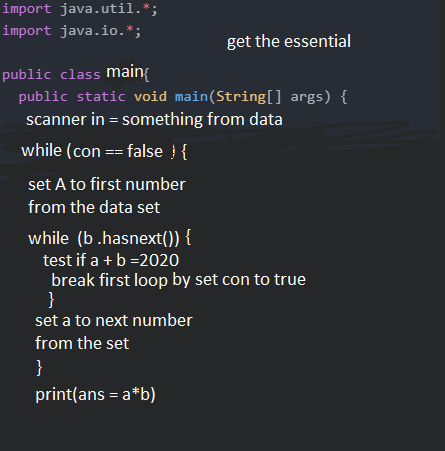 import java.util.*;
import java.io.*;
get the essential
public class main{
public static void main(String[] args) {
scanner in = something from data
while (con == false ) {
set A to first number
from the data set
while (b .hasnext()) {
test if a + b =2020
break first loop by set con to true
}
set a to next number
from the set
}
print(ans = a*b)